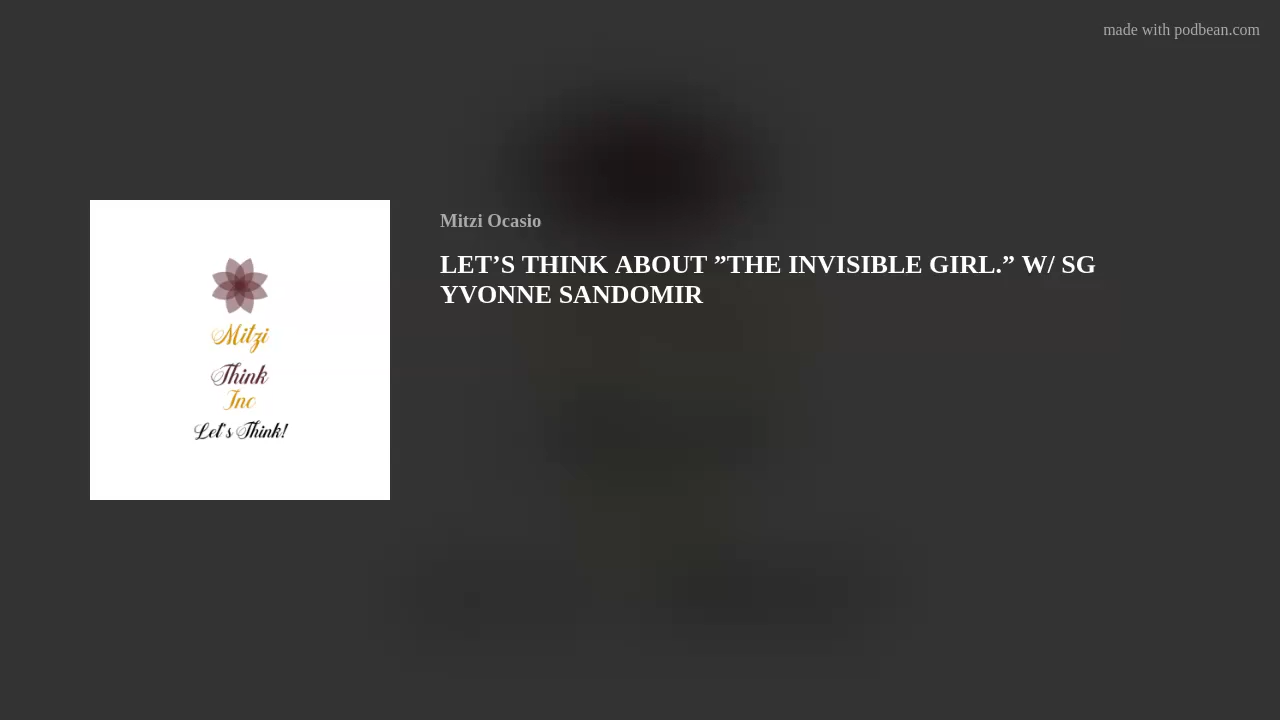 made with podbean.com
Mitzi Ocasio
LET’S THINK ABOUT ”THE INVISIBLE GIRL.” W/ SG
YVONNE SANDOMIR
Mitzi
Think
Inc
Let's Think!